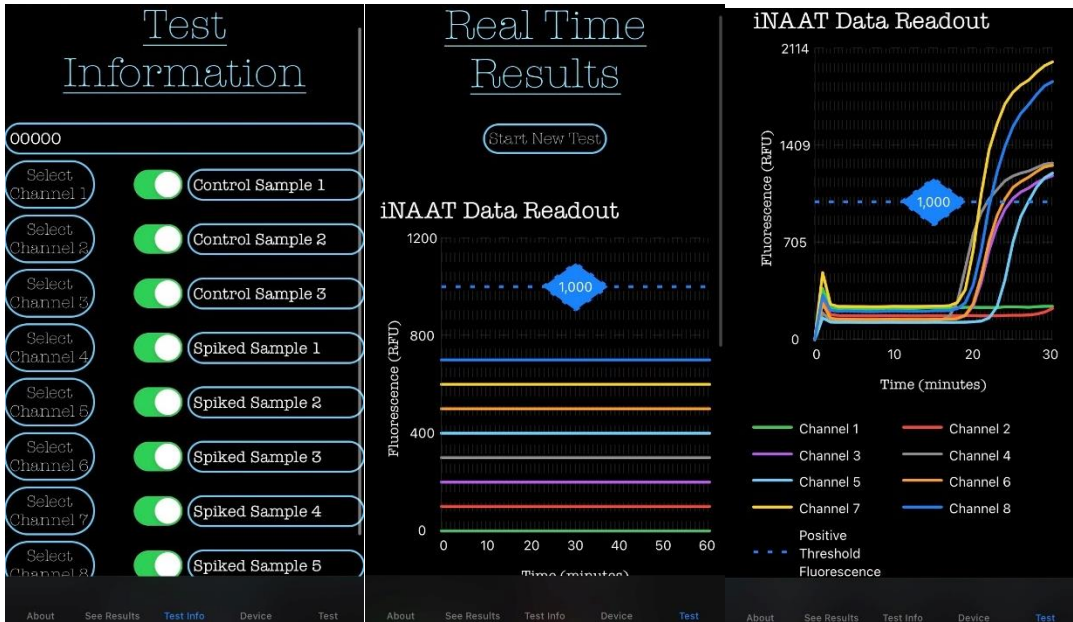 Test
Information
00000
Select
Channel 1
Control Sample 1
Select
Channel 2
Control Sample 2
Select
Channel 3
Control Sample 3
Select
Channel 4
Spiked Sample 1
Select
Channel 5
Spiked Sample 2
Select
Channel 6
Spiked Sample 3
Select
Channel 7
Spiked Sample 4
Select
Channel 8
Spiked Sample 5
About See Results Test Info Device Test
Real Time
Results
Start New Test
iNAAT Data Readout
Fluorescence (RFU)
1200
1,000
800
400
0
0 10 20 30 40 50 60
Time (minutes)
About See Results Test Info Device Test
iNAAT Data Readout
Fluorescence (RFU)
2114
1409
1,000
705
0
0 10 20 30
Time (minutes)
Channel 1 Channel 2
Channel 3 Channel 4
Channel 5 Channel 6
Channel 7 Channel 8
Positive
Threshold
Fluorescence
About See Results Test Info Device Test